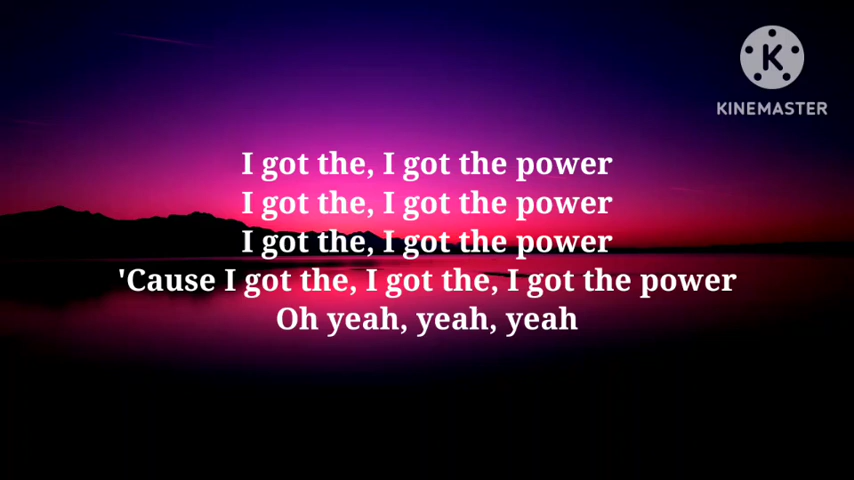 KINEMASTER
I got the, I got the power
I got the, I got the power
I got the, I got the power
'Cause I got the, I got the, I got the power
Oh yeah, yeah, yeah